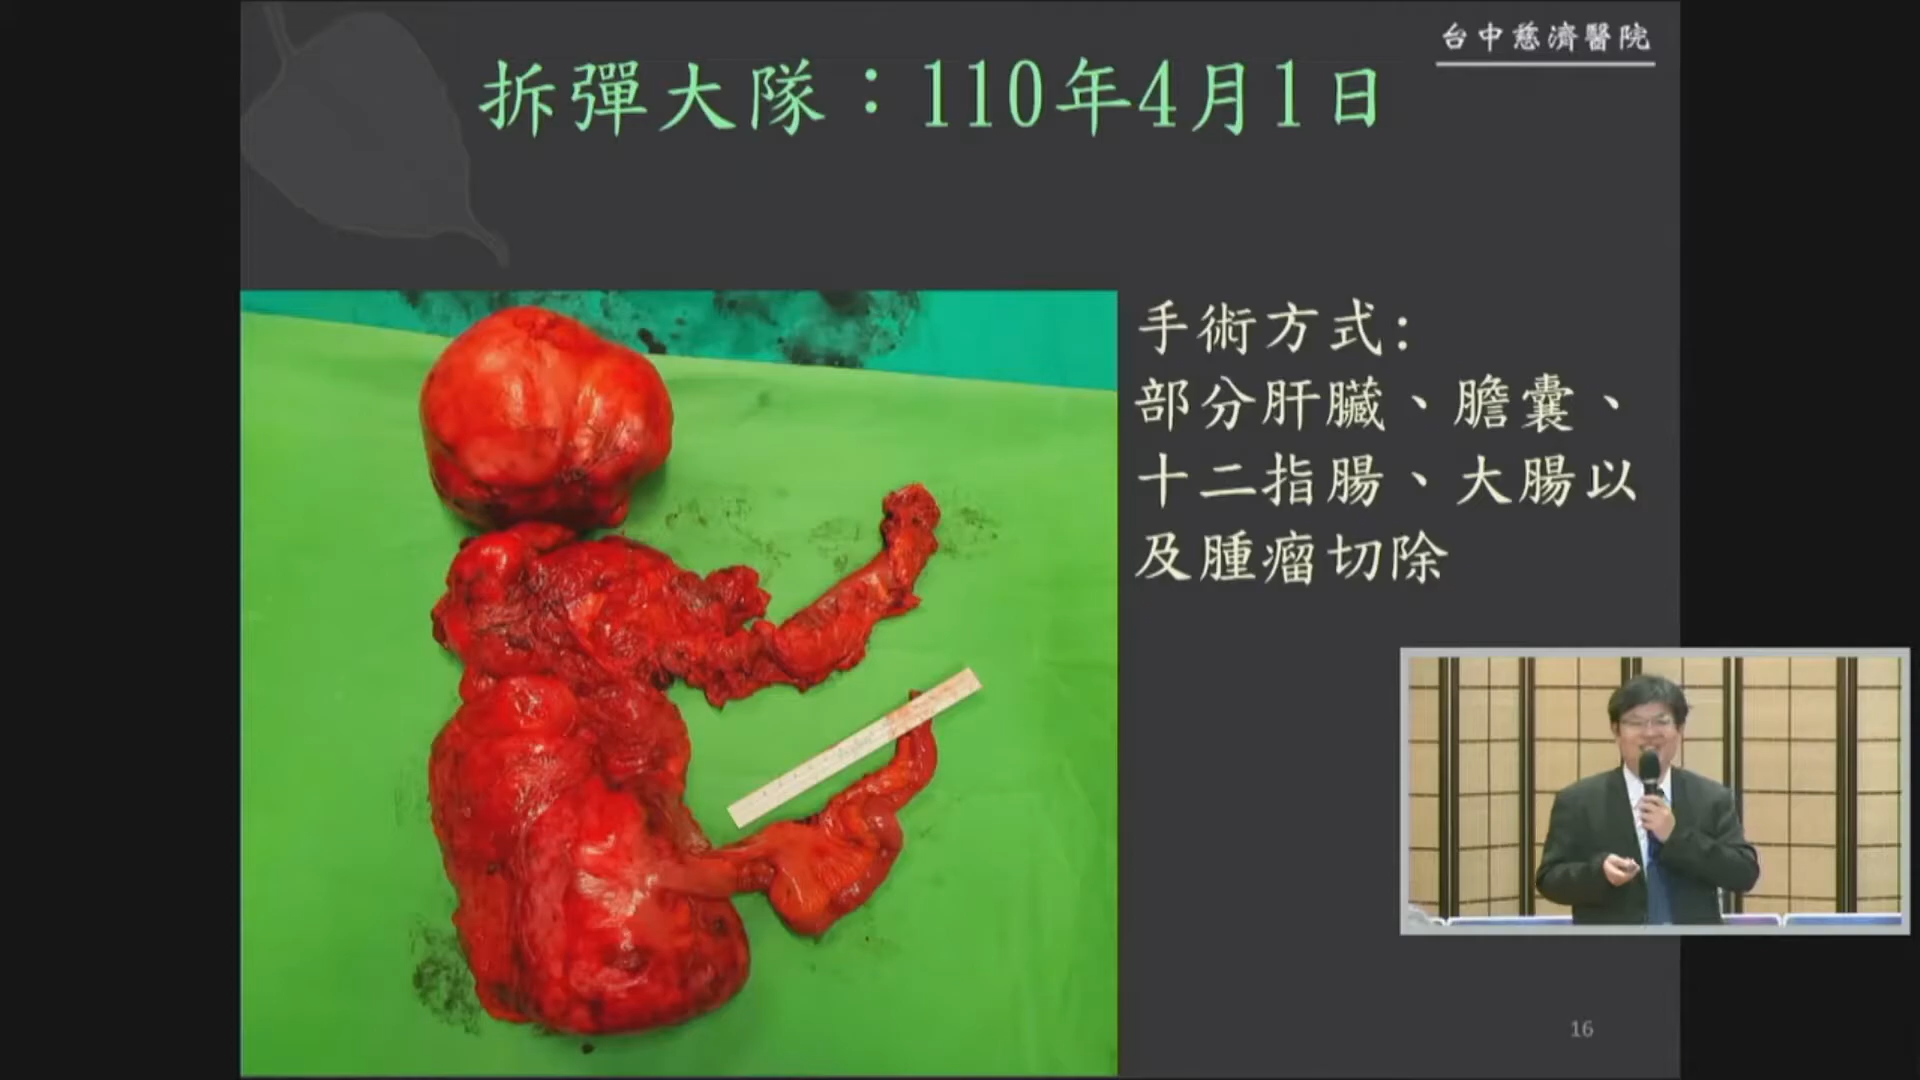 台中慈濟醫院
拆彈大隊：110年4月1日
手術方式:
部分肝臟、膽囊、
十二指腸、大腸以
及腫瘤切除
16